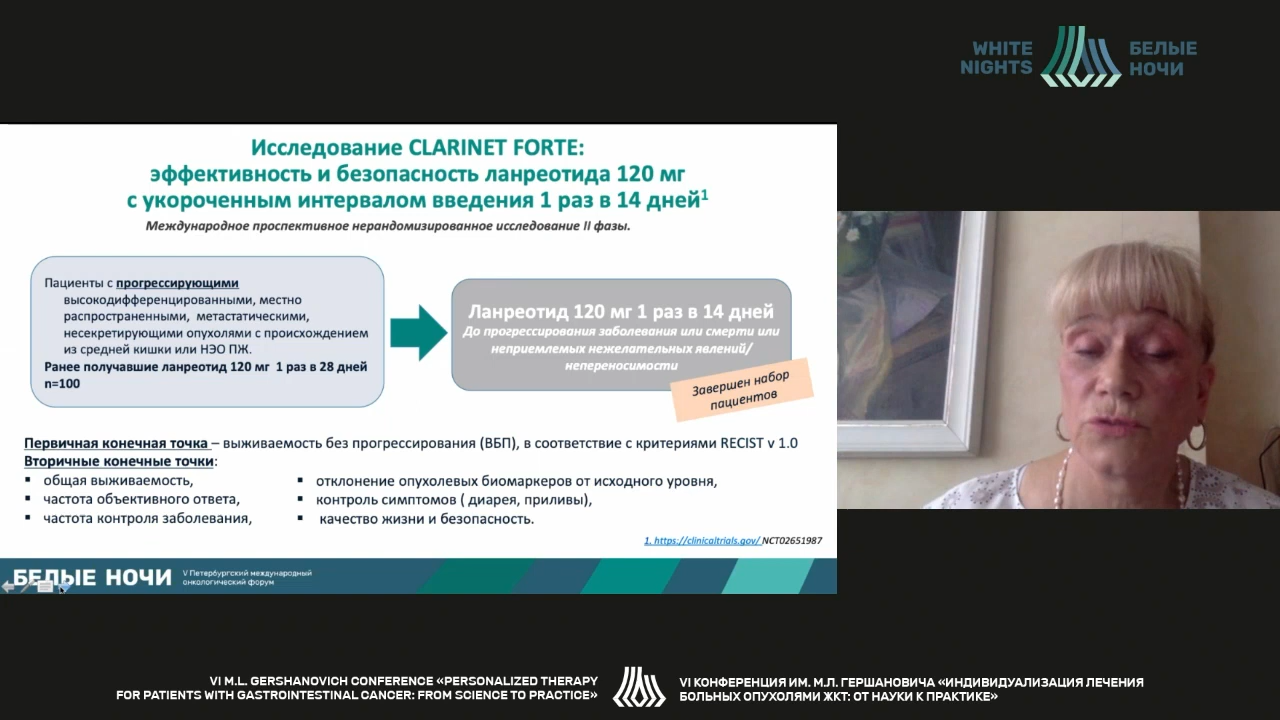 WHITE
NIGHTS
БЕЛЫЕ
НОЧИ
Исследование CLARINET FORTE:
эффективность и безопасность ланреотида 120 мг
с укороченным интервалом введения 1 раз в 14 дней¹
Международное проспективное нерандомизированное исследование II фазы.
Пациенты с прогрессирующими
высокодифференцированными, местно
распространенными, метастатическими,
несекретирующими опухолями с происхождением
из средней кишки или НЭО ПЖ.
Ранее получавшие ланреотид 120 мг 1 раз в 28 дней
n=100
Ланреотид 120 мг 1 раз в 14 дней
До прогрессирования заболевания или смерти или
неприемлемых нежелательных явлений/
непереносимости
Завершен набор
пациентов
Первичная конечная точка – выживаемость без прогрессирования (ВБП), в соответствие с критериями RECIST v 1.0
Вторичные конечные точки:
▪ общая выживаемость,
▪ частота объективного ответа,
▪ частота контроля заболевания,
▪ отклонение опухолевых биомаркеров от исходного уровня,
▪ контроль симптомов ( диарея, приливы),
▪ качество жизни и безопасность.
1. https://clinicaltrials.gov/ NCT02651987
БЕЛЫЕ НОЧИ
V Петербургский международный
онкологический форум
VI M.L. GERSHANOVICH CONFERENCE «PERSONALIZED THERAPY
FOR PATIENTS WITH GASTROINTESTINAL CANCER: FROM SCIENCE TO PRACTICE»
VI КОНФЕРЕНЦИЯ ИМ. М.Л. ГЕРШАНОВИЧА «ИНДИВИДУАЛИЗАЦИЯ ЛЕЧЕНИЯ
БОЛЬНЫХ ОПУХОЛЯМИ ЖКТ: ОТ НАУКИ К ПРАКТИКЕ»